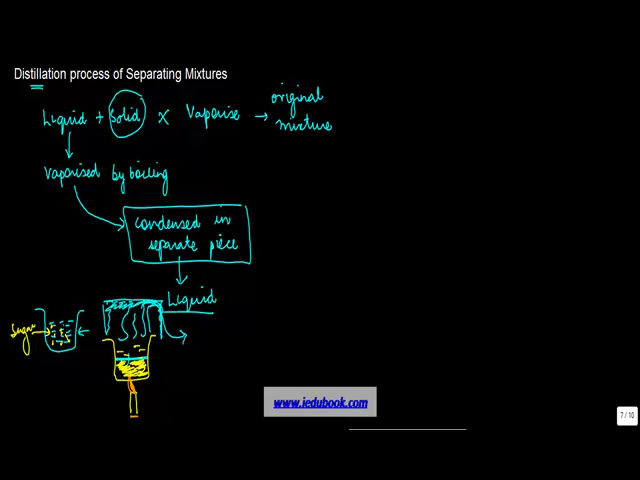 Distillation process of Separating Mixtures
Liquid + Solid x Vaporise → original mixture
Vaporised by boiling
condensed in
separate piece
Liquid
Sugar
www.iedubook.com
7 / 10